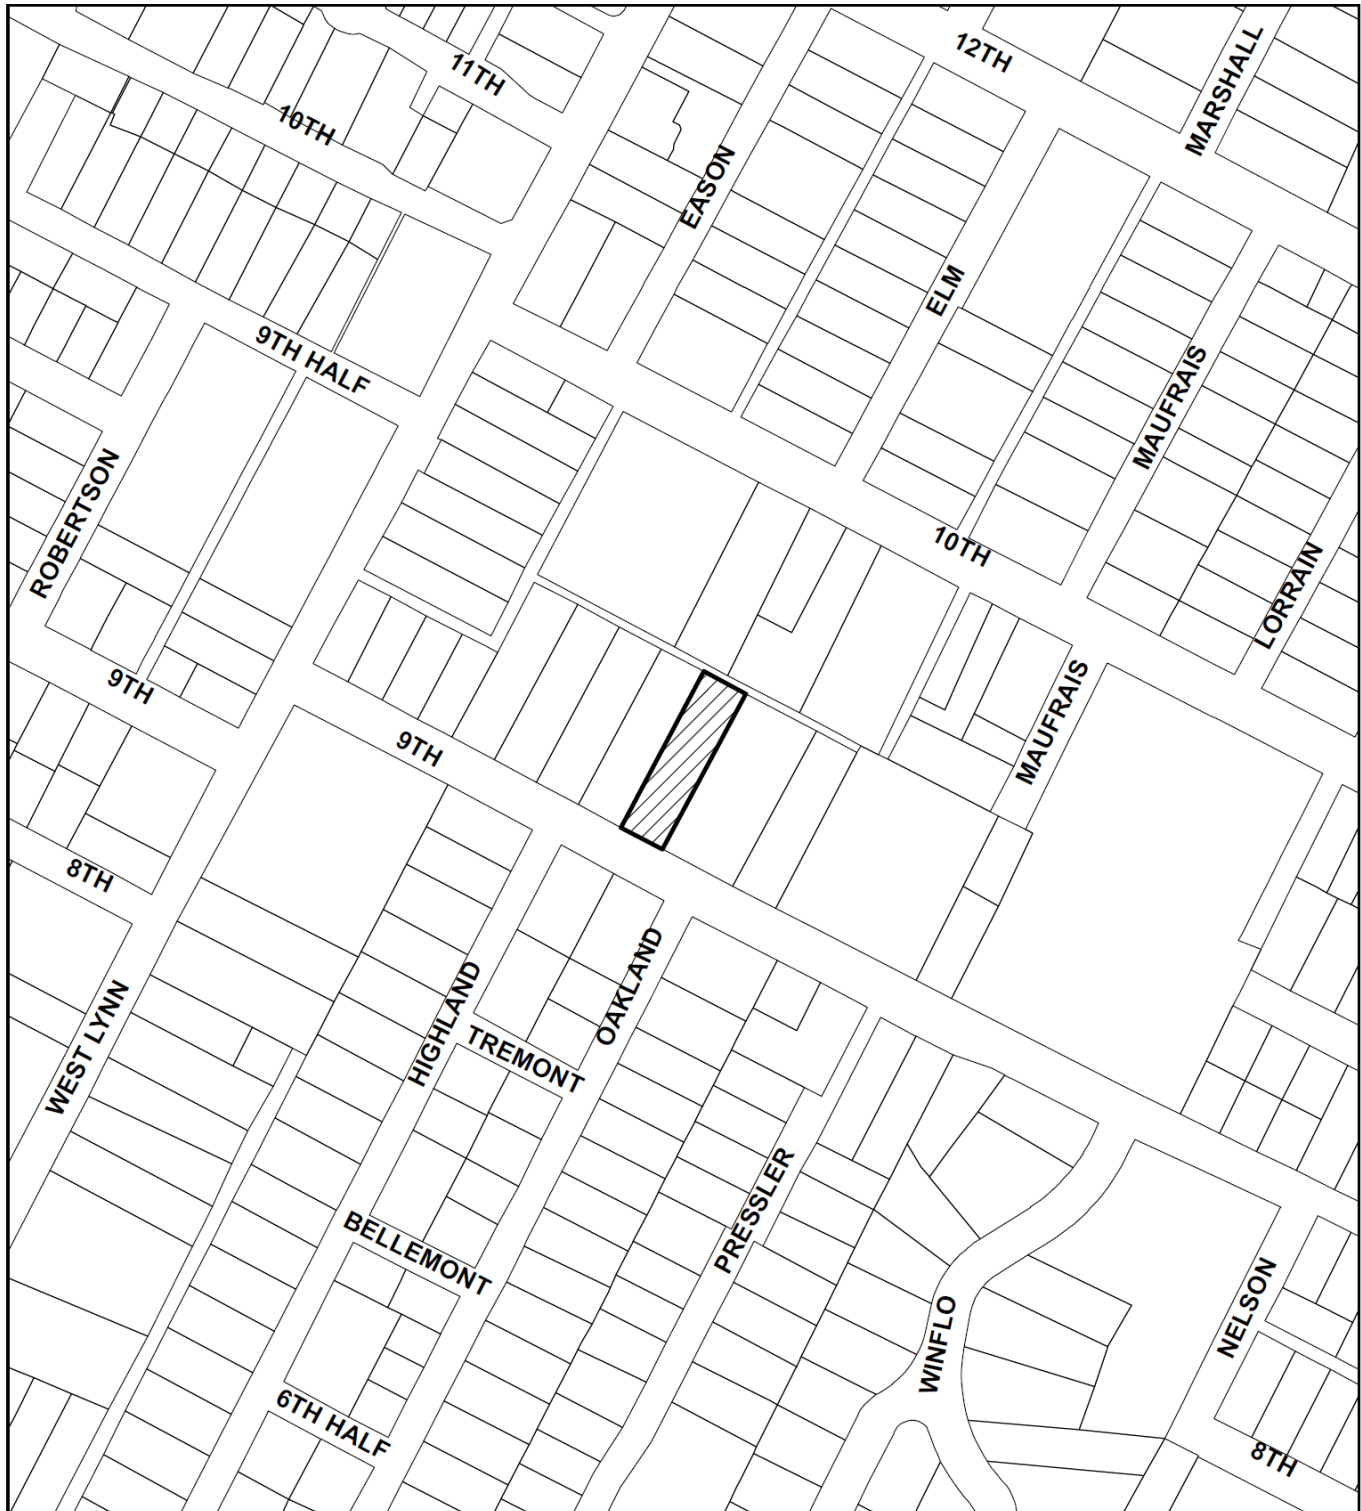 12TH
11TH
MARSHALL
10TH
EASON
ELM
9TH HALF
MAUFRAIS
ROBERTSON
10TH
LORRAIN
9TH
MAUFRAIS
9TH
8TH
OAKLAND
HIGHLAND
WEST LYNN
TREMONT
PRESSLER
BELLEMONT
NELSON
WINFLO
6TH HALF
8TH